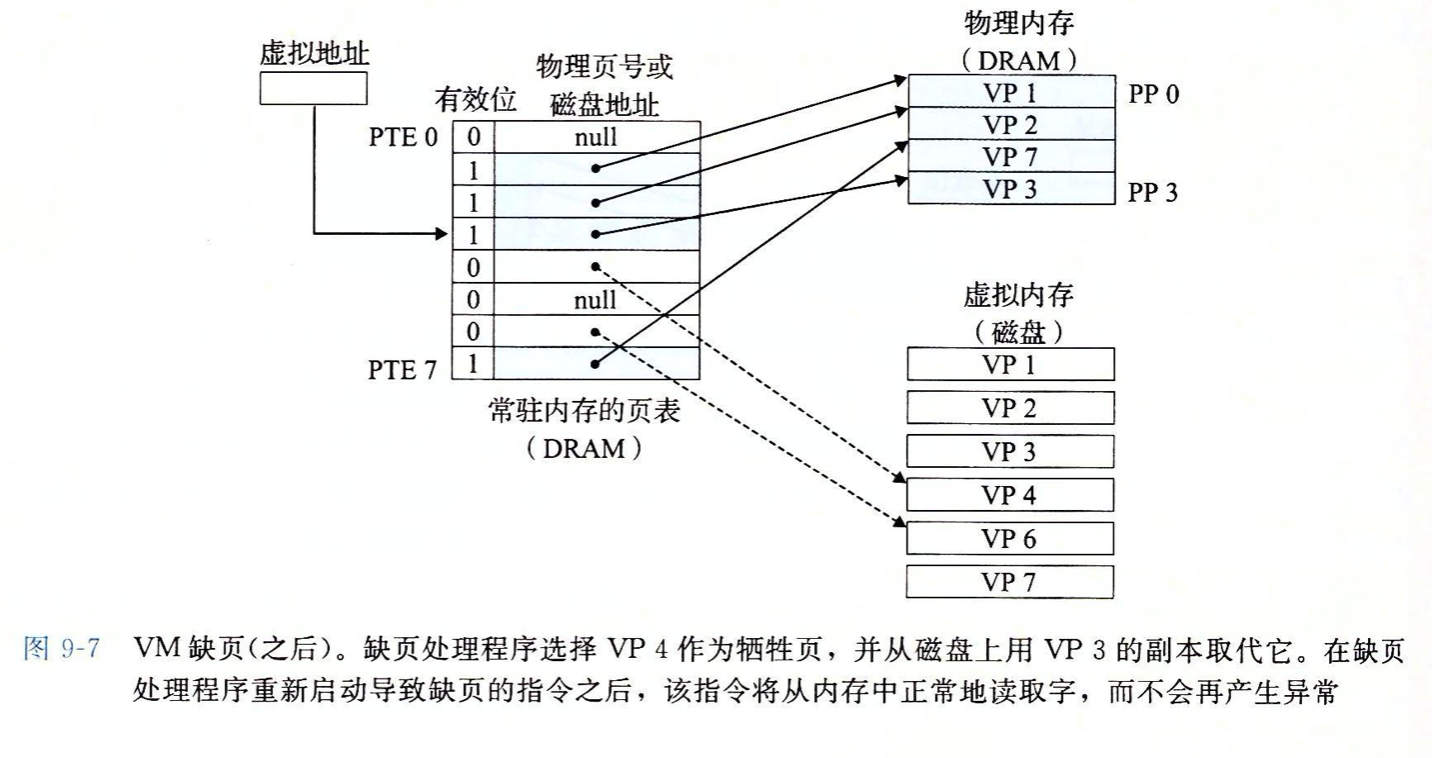 虚拟地址
有效位
物理页号或
磁盘地址
PTE 0 0 null
1
1
1
0
0 null
0
PTE 7 1
常驻内存的页表
(DRAM)
物理内存
(DRAM)
VP 1 PP 0
VP 2
VP 7
VP 3 PP 3
虚拟内存
(磁盘)
VP 1
VP 2
VP 3
VP 4
VP 6
VP 7
图 9-7 VM 缺页(之后)。缺页处理程序选择 VP 4 作为牺牲页，并从磁盘上用 VP 3 的副本取代它。在缺页
处理程序重新启动导致缺页的指令之后，该指令将从内存中正常地读取字，而不会再产生异常